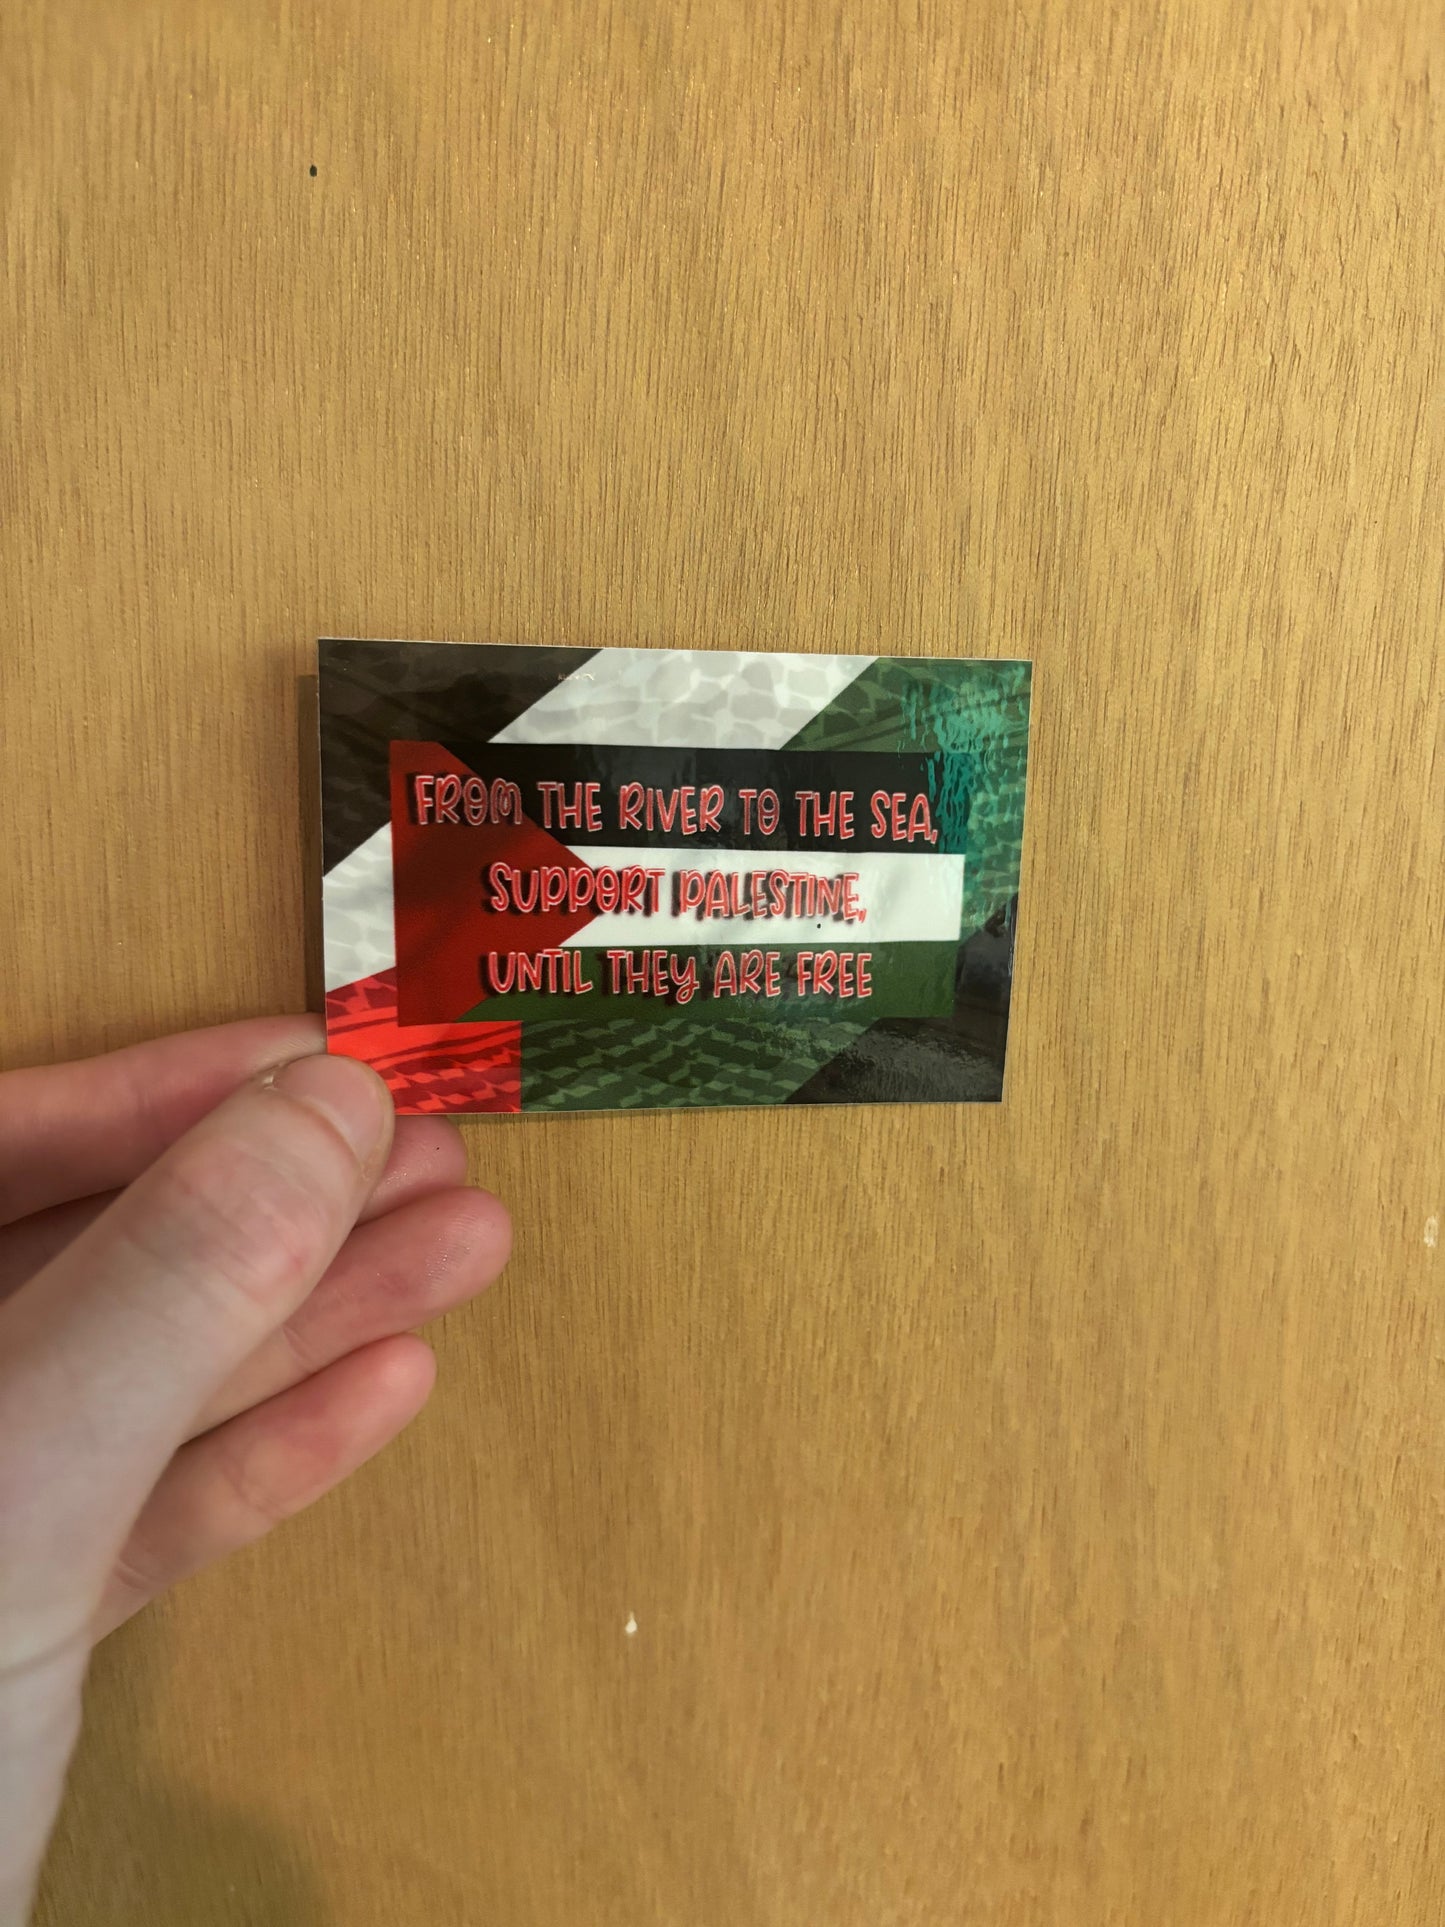 FROM THE RIVER TO THE SEA,
SUPPORT PALESTINE,
UNTIL THEY ARE FREE